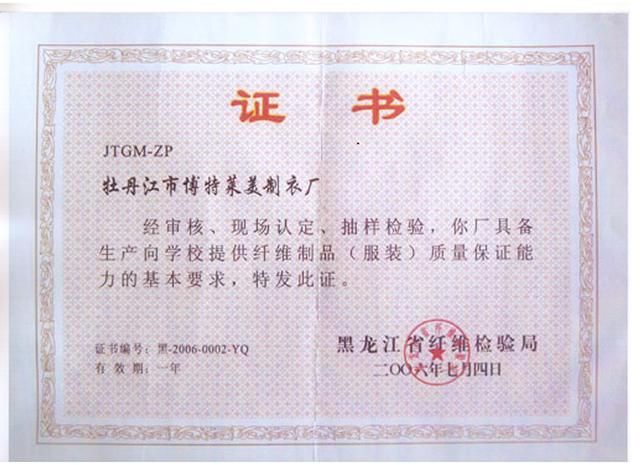 证书
JTGM-ZP
牡丹江市博特莱美制衣厂
经审核、现场认定、抽样检验，你厂具备
生产向学校提供纤维制品（服装）质量保证能
力的基本要求，特发此证。
证书编号：黑-2006-0002-YQ
有 效 期：一年
黑龙江省纤维检验局
二〇〇六年七月四日